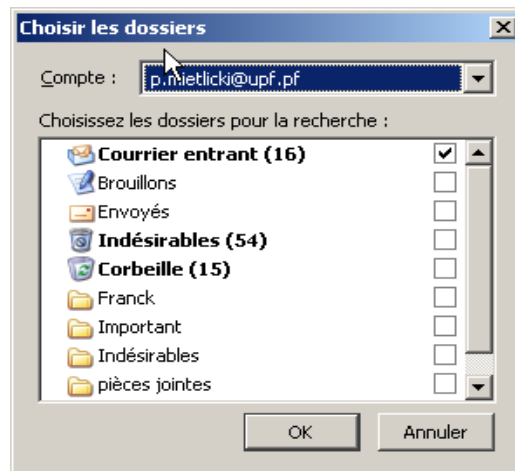 Choisir les dossiers
Compte : p.mietlicki@upf.pf
Choisissez les dossiers pour la recherche :
Courrier entrant (16)
Brouillons
Envoyés
Indésirables (54)
Corbeille (15)
Franck
Important
Indésirables
pièces jointes
OK Annuler